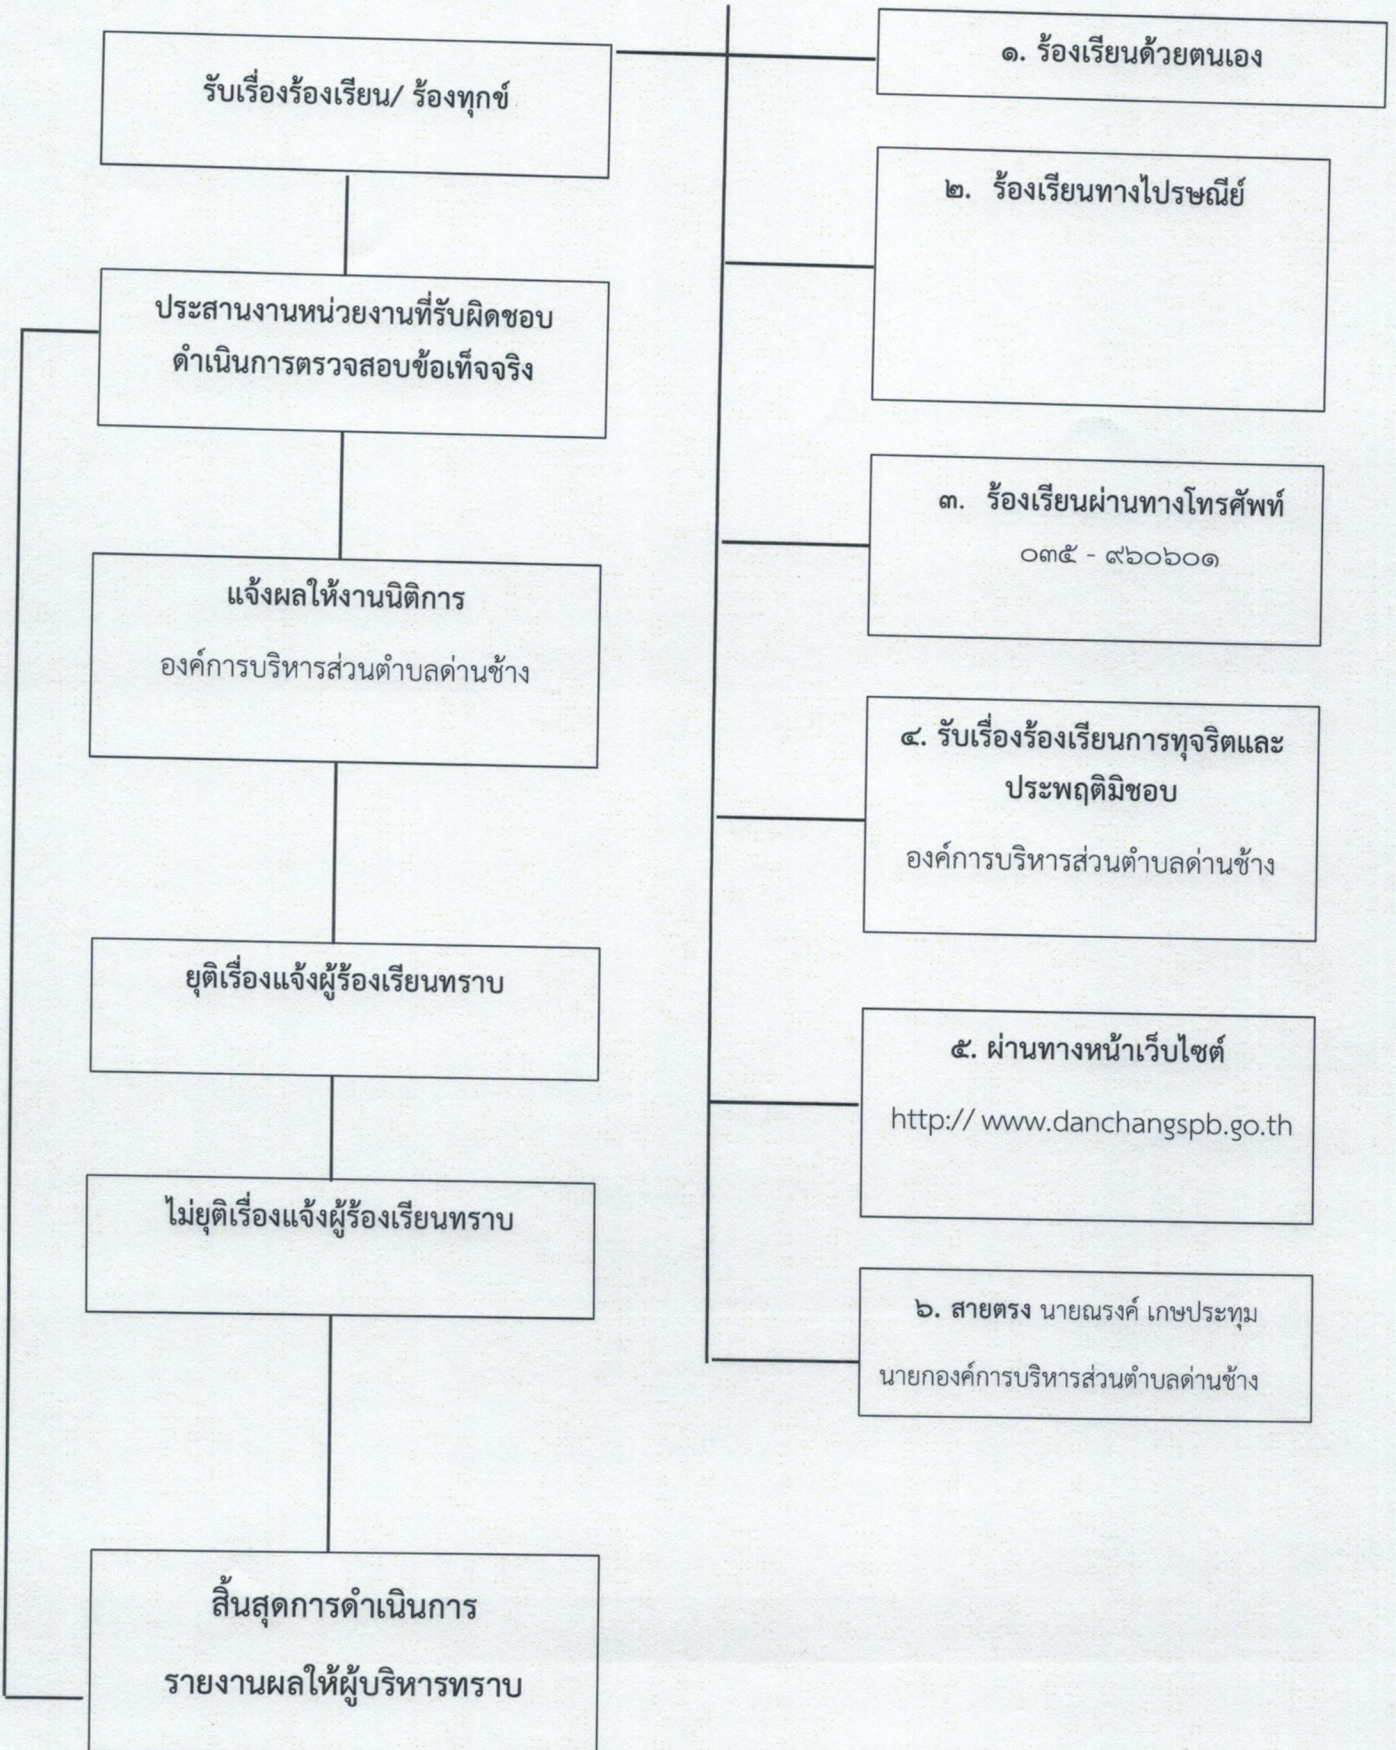 รับเรื่องร้องเรียน/ ร้องทุกข์
ประสานงานหน่วยงานที่รับผิดชอบ
ดำเนินการตรวจสอบข้อเท็จจริง
แจ้งผลให้งานนิติการ
องค์การบริหารส่วนตำบลด่านช้าง
ยุติเรื่องแจ้งผู้ร้องเรียนทราบ
ไม่ยุติเรื่องแจ้งผู้ร้องเรียนทราบ
สิ้นสุดการดำเนินการ
รายงานผลให้ผู้บริหารทราบ
๑. ร้องเรียนด้วยตนเอง
๒. ร้องเรียนทางไปรษณีย์
๓. ร้องเรียนผ่านทางโทรศัพท์
๐๓๕ - ๙๖๐๖๐๑
๔. รับเรื่องร้องเรียนการทุจริตและ
ประพฤติมิชอบ
องค์การบริหารส่วนตำบลด่านช้าง
๕. ผ่านทางหน้าเว็บไซต์
http:// www.danchangspb.go.th
๖. สายตรง นายณรงค์ เกษประทุม
นายกองค์การบริหารส่วนตำบลด่านช้าง